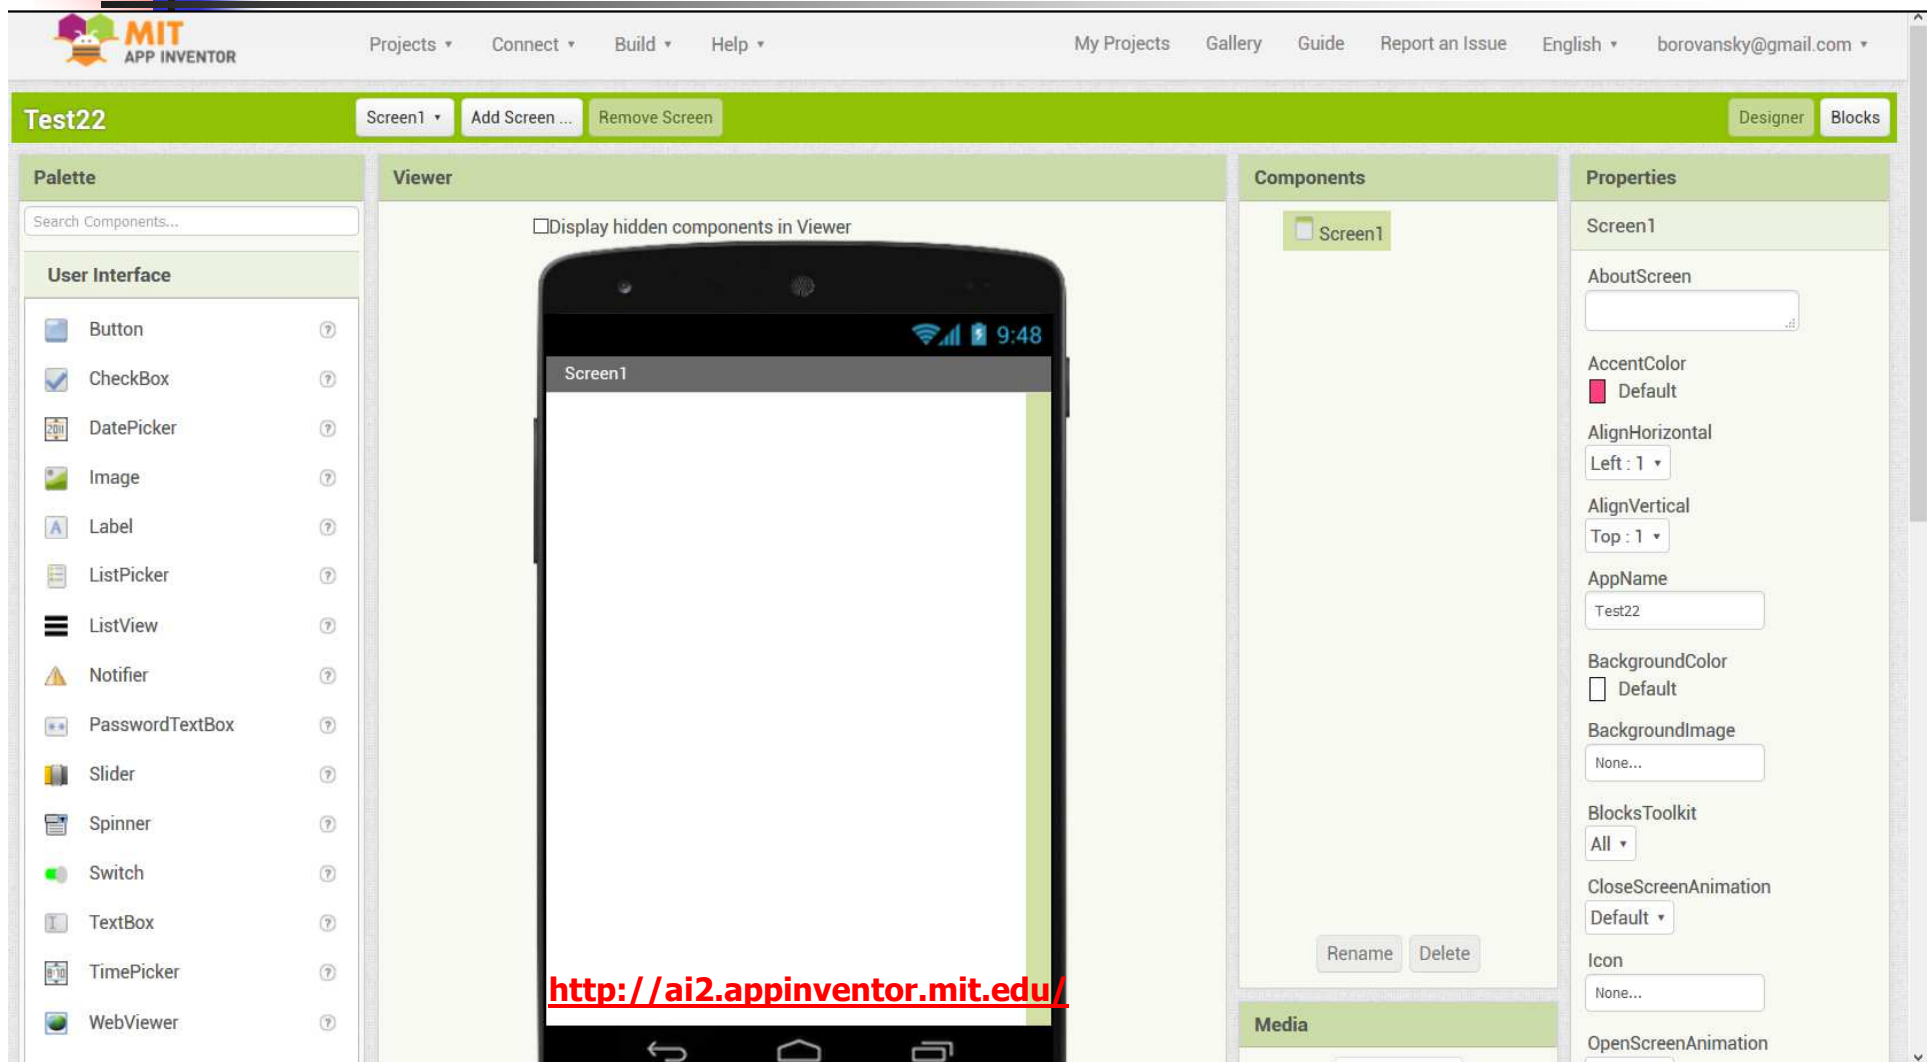 MIT
APP INVENTOR
Projects ▾ Connect ▾ Build ▾ Help ▾ My Projects Gallery Guide Report an Issue English ▾ borovansky@gmail.com ▾
Test22 Screen1 ▾ Add Screen ... Remove Screen Designer Blocks
Palette
Search Components...
User Interface
Button
CheckBox
DatePicker
Image
Label
ListPicker
ListView
Notifier
PasswordTextBox
Slider
Spinner
Switch
TextBox
TimePicker
WebViewer
Viewer
Display hidden components in Viewer
9:48
Screen1
http://ai2.appinventor.mit.edu/
Components
Screen1
Rename Delete
Media
Properties
Screen1
AboutScreen
AccentColor
Default
AlignHorizontal
Left : 1 ▾
AlignVertical
Top : 1 ▾
AppName
Test22
BackgroundColor
Default
BackgroundImage
None...
BlocksToolkit
All ▾
CloseScreenAnimation
Default ▾
Icon
None...
OpenScreenAnimation